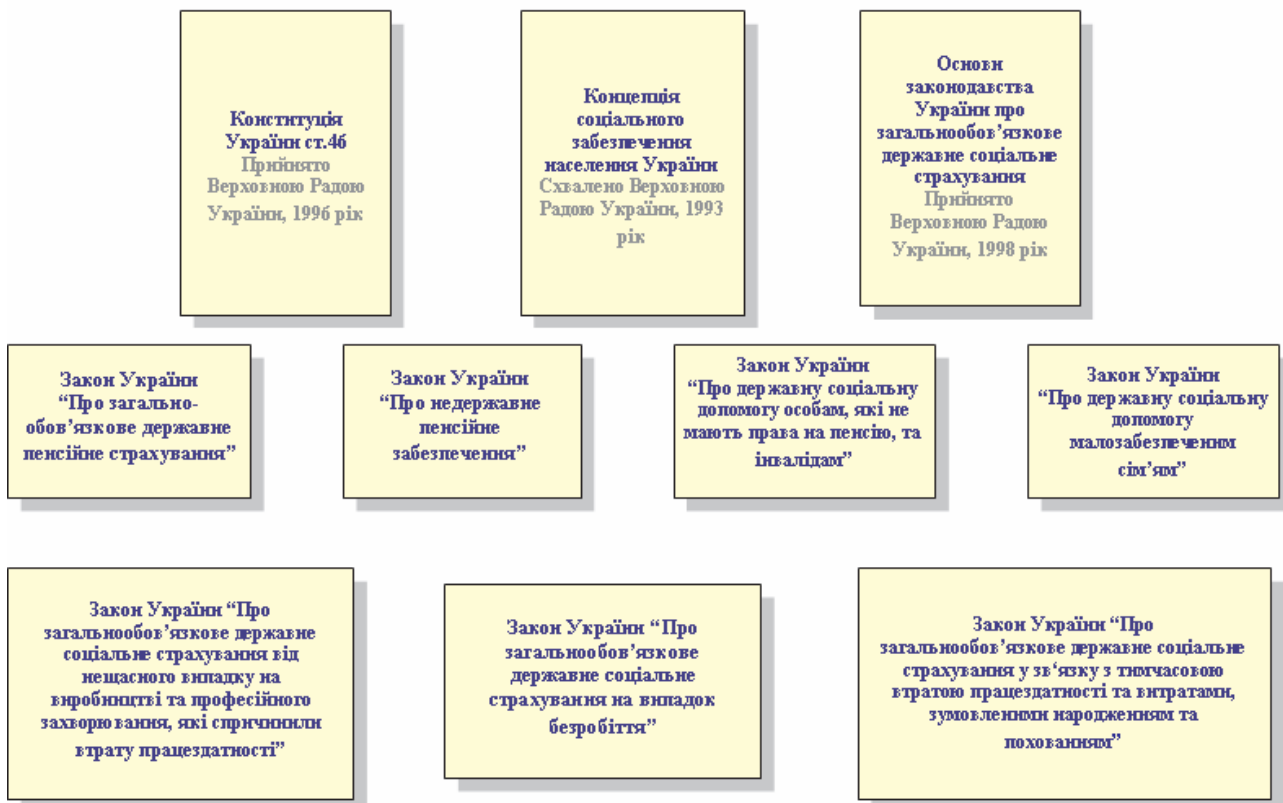 Конституція
України ст.46
Прийнято
Верховною Радою
України, 1996 рік
Концепція
соціального
забезпечення
населення України
Схвалено Верховною
Радою України, 1993
рік
Основи
законодавства
України про
загальнообов’язкове
державне соціальне
страхування
Прийнято
Верховною Радою
України, 1998 рік
Закон України
“Про загально-
обов’язкове державне
пенсійне страхування”
Закон України
“Про недержавне
пенсійне
забезпечення”
Закон України
“Про державну соціальну
допомогу особам, які не
мають права на пенсію, та
інвалідам”
Закон України
“Про державну соціальну
допомогу
малозабезпеченим
сім’ям”
Закон України “Про
загальнообов’язкове державне
соціальне страхування від
нещасного випадку на
виробництві та професійного
захворювання, які спричинили
втрату працездатності”
Закон України “Про
загальнообов’язкове
державне соціальне
страхування на випадок
безробіття”
Закон України “Про
загальнообов’язкове державне соціальне
страхування у зв‘язку з тимчасовою
втратою працездатності та витратами,
зумовленими народженням та
похованням”